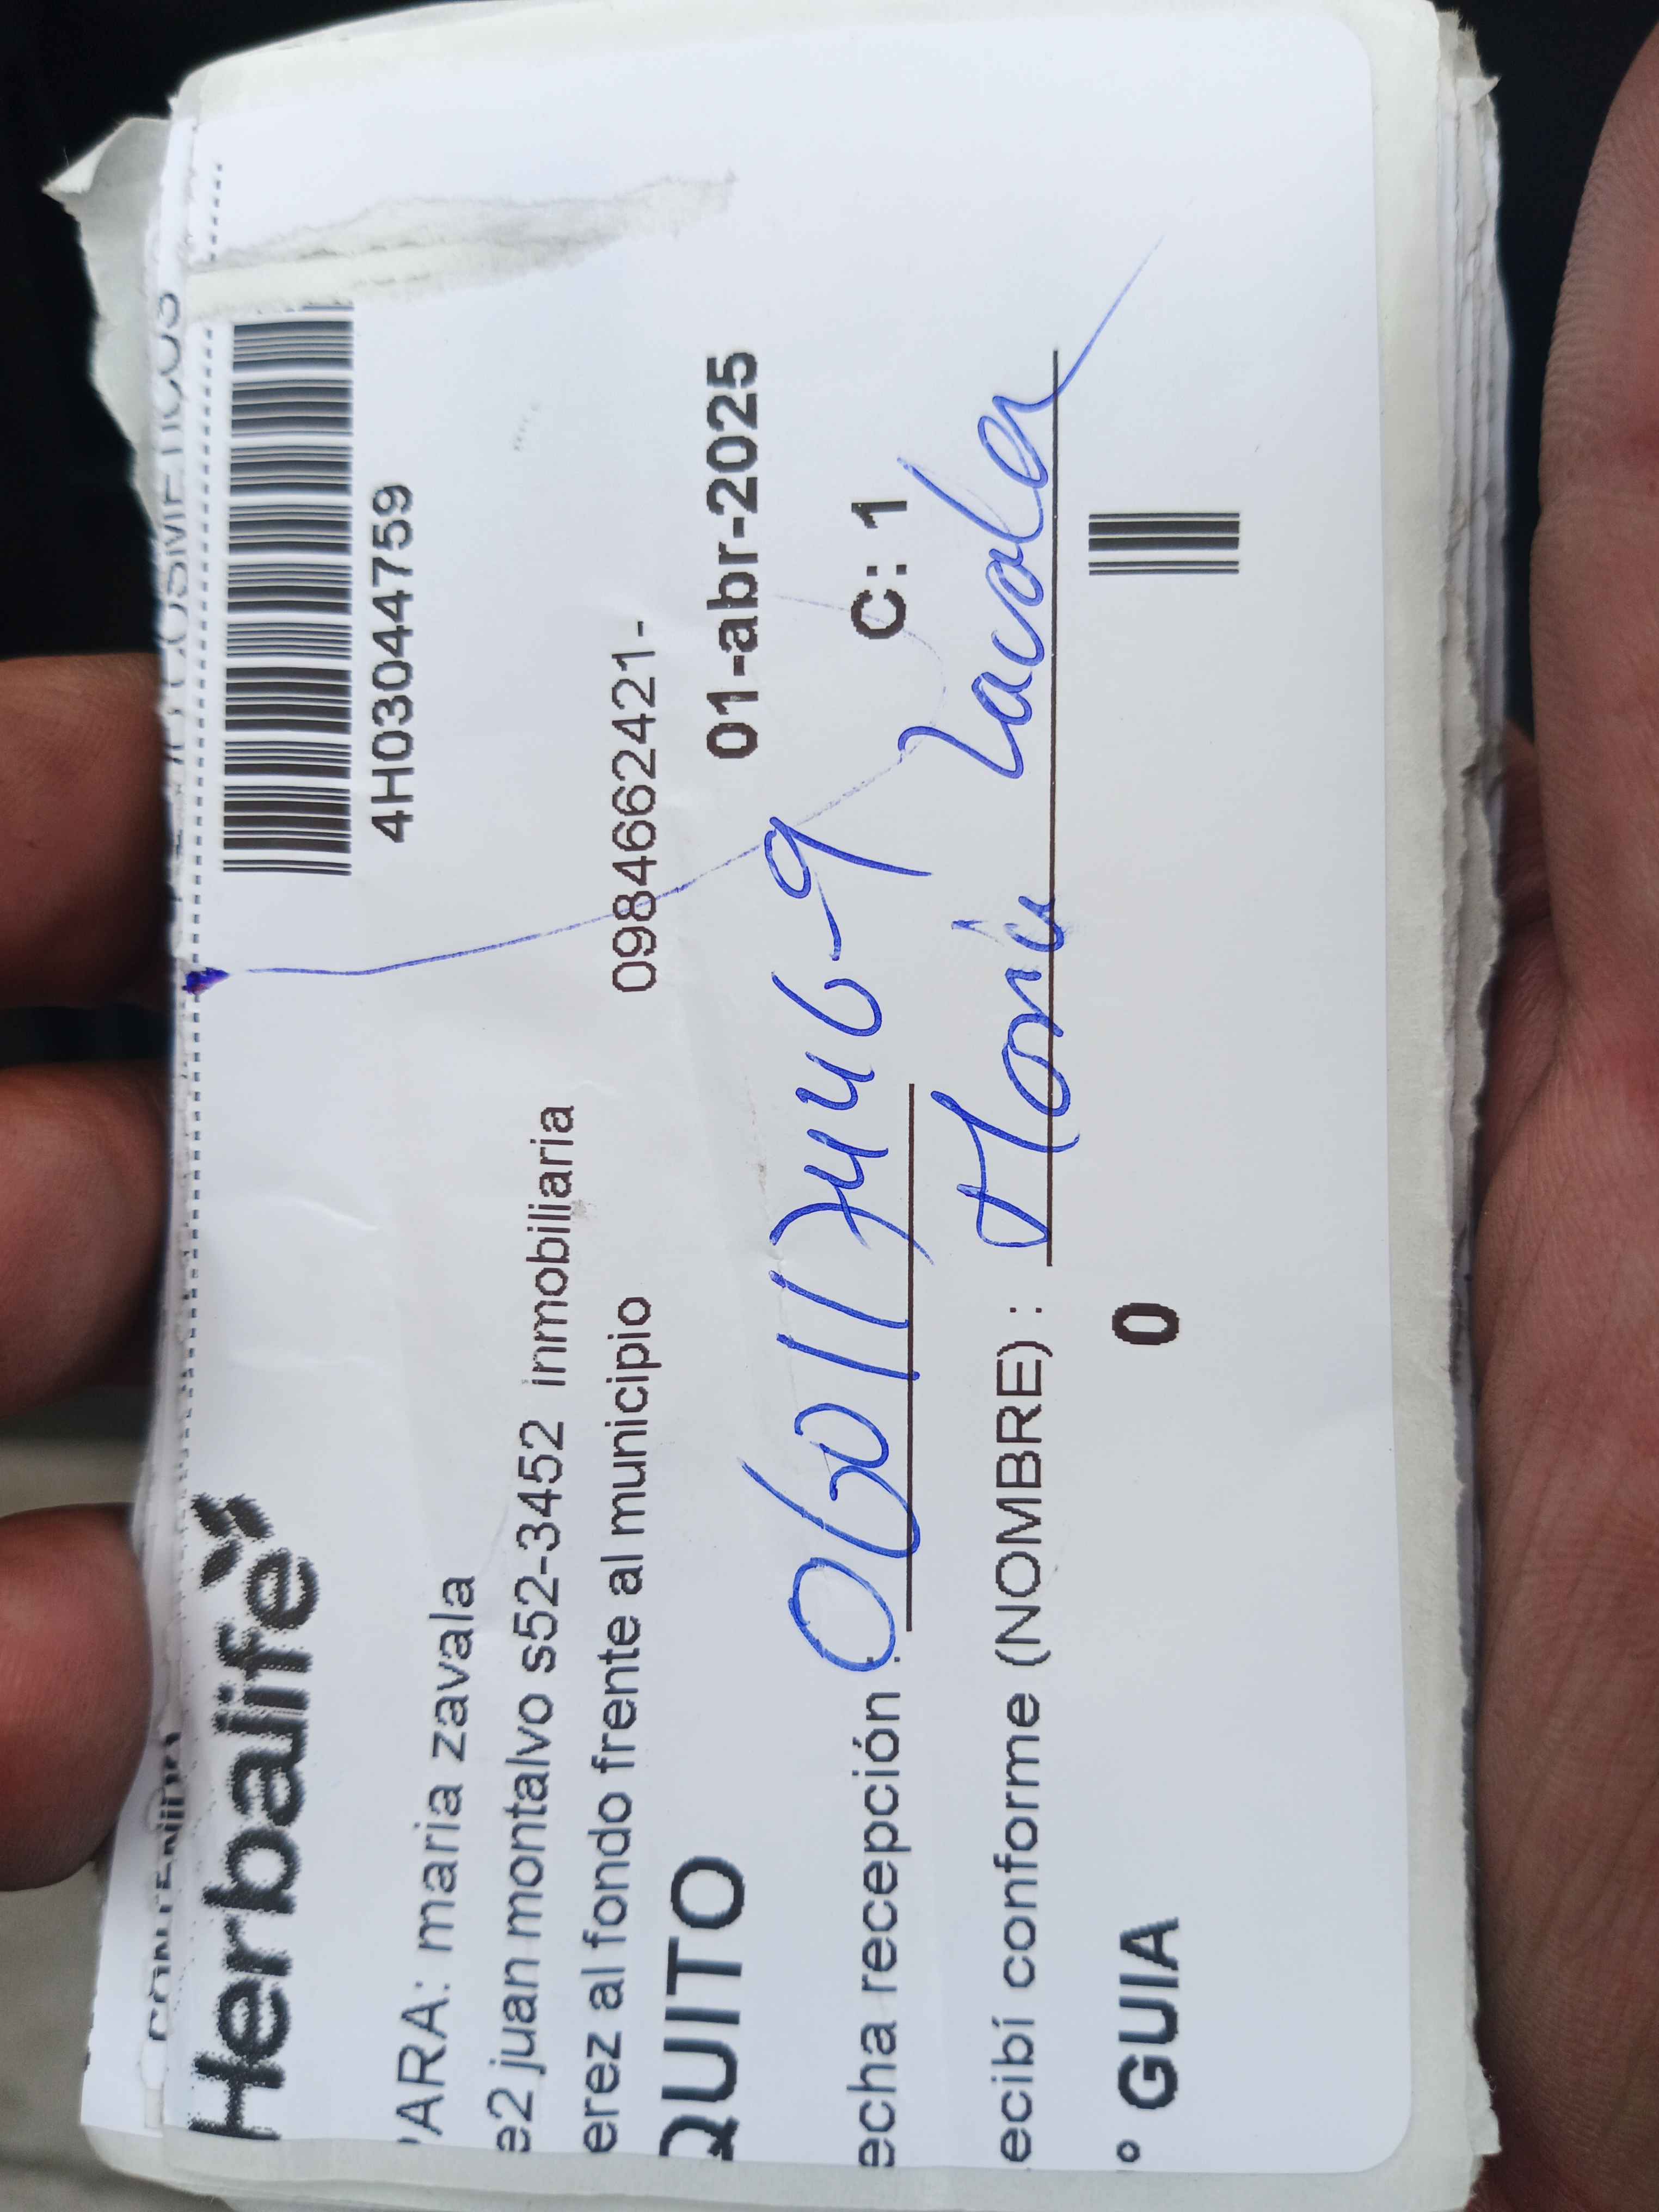 Herbalife
4H03044759
'ARA: maria zavala
e2 juan montalvo s52-3452 inmobiliaria
erez al fondo frente al municipio
0984662421-
QUITO
01-abr-2025
echa recepción :
C: 1
ecibí conforme (NOMBRE) :
° GUIA
0